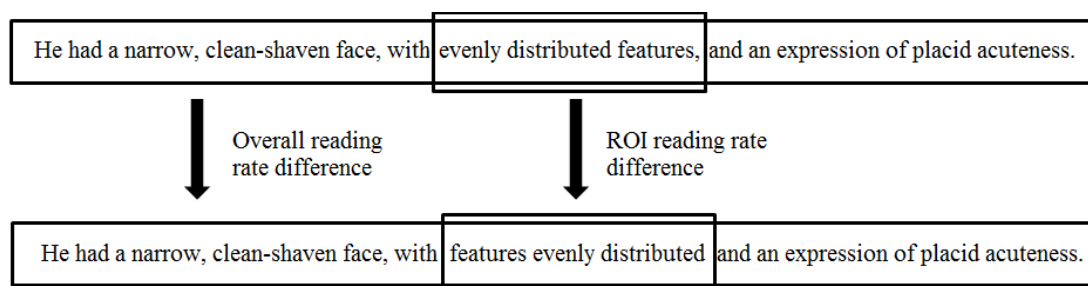 He had a narrow, clean-shaven face, with evenly distributed features, and an expression of placid acuteness.
Overall reading
rate difference
ROI reading rate
difference
He had a narrow, clean-shaven face, with features evenly distributed and an expression of placid acuteness.